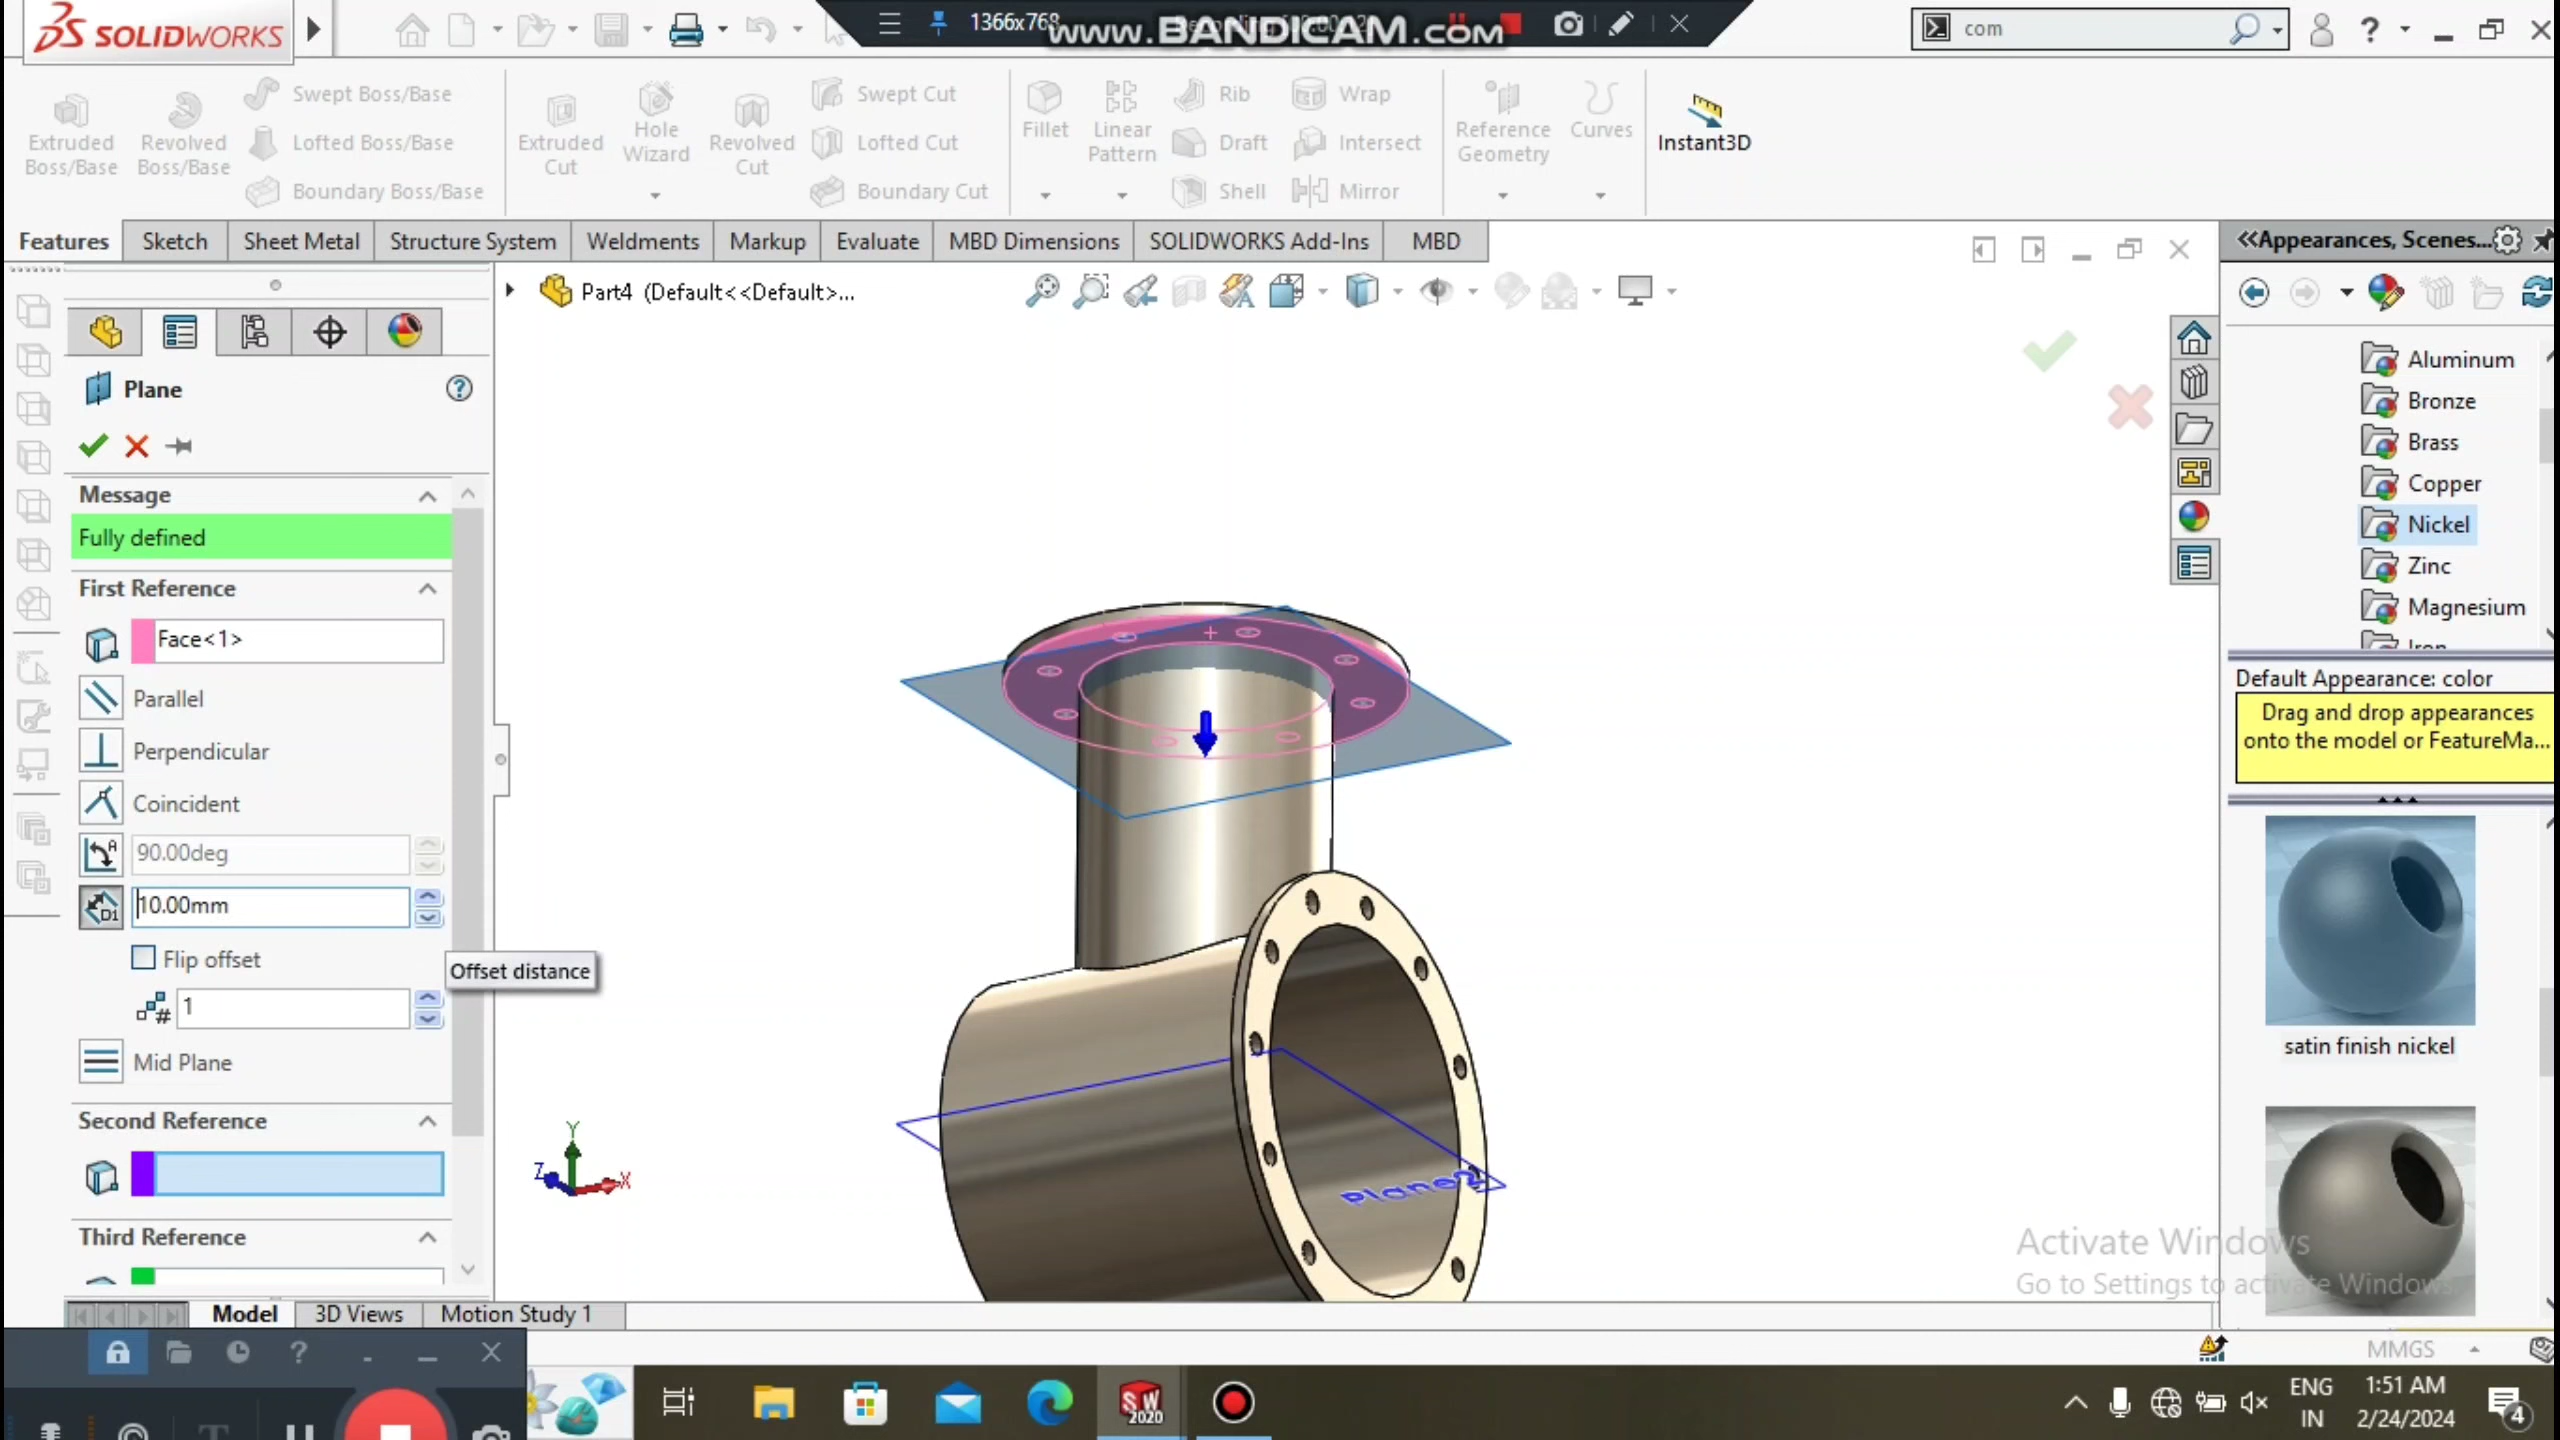 SOLIDWORKS
1366x768
www.BANDICAM.com
com
Extruded Boss/Base
Revolved Boss/Base
Swept Boss/Base
Lofted Boss/Base
Boundary Boss/Base
Extruded Cut
Hole Wizard
Revolved Cut
Swept Cut
Lofted Cut
Boundary Cut
Fillet
Linear Pattern
Rib
Draft
Shell
Wrap
Intersect
Mirror
Reference Geometry
Curves
Instant3D
Features
Sketch
Sheet Metal
Structure System
Weldments
Markup
Evaluate
MBD Dimensions
SOLIDWORKS Add-Ins
MBD
Appearances, Scenes...
Part4 (Default<<Default>...
Plane
Message
Fully defined
First Reference
Face<1>
Parallel
Perpendicular
Coincident
90.00deg
10.00mm
Flip offset
Offset distance
1
Mid Plane
Second Reference
Third Reference
Y
Z
X
Plane2
Aluminum
Bronze
Brass
Copper
Nickel
Zinc
Magnesium
Iron
Default Appearance: color
Drag and drop appearances
onto the model or FeatureMa...
satin finish nickel
Activate Windows
Go to Settings to activate Windows.
Model
3D Views
Motion Study 1
MMGS
SW
2020
ENG
IN
1:51 AM
2/24/2024
4